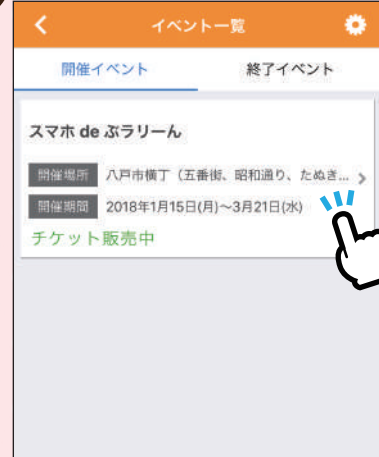 イベント一覧
開催イベント 終了イベント
スマホ de ぶラリーん
開催場所 八戸市横丁（五番街、昭和通り、たぬき...
開催期間 2018年1月15日(月)～3月21日(水)
チケット販売中